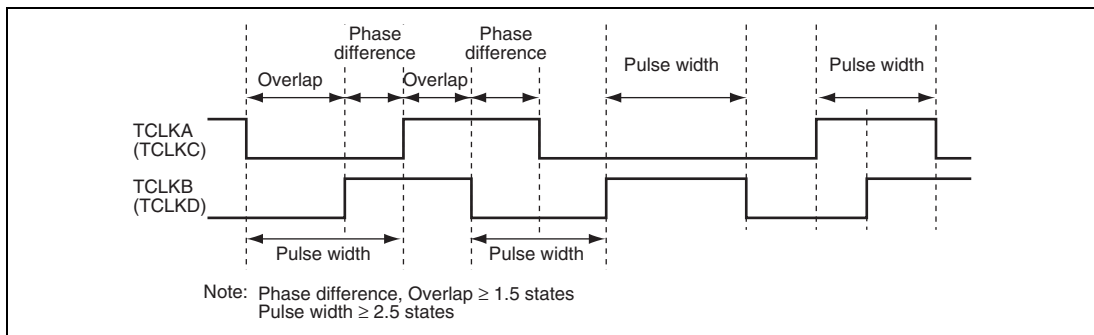 Phase
difference
Phase
difference
Overlap
Overlap
Pulse width
Pulse width
TCLKA
(TCLKC)
TCLKB
(TCLKD)
Pulse width
Pulse width
Note: Phase difference, Overlap ≥ 1.5 states
Pulse width ≥ 2.5 states